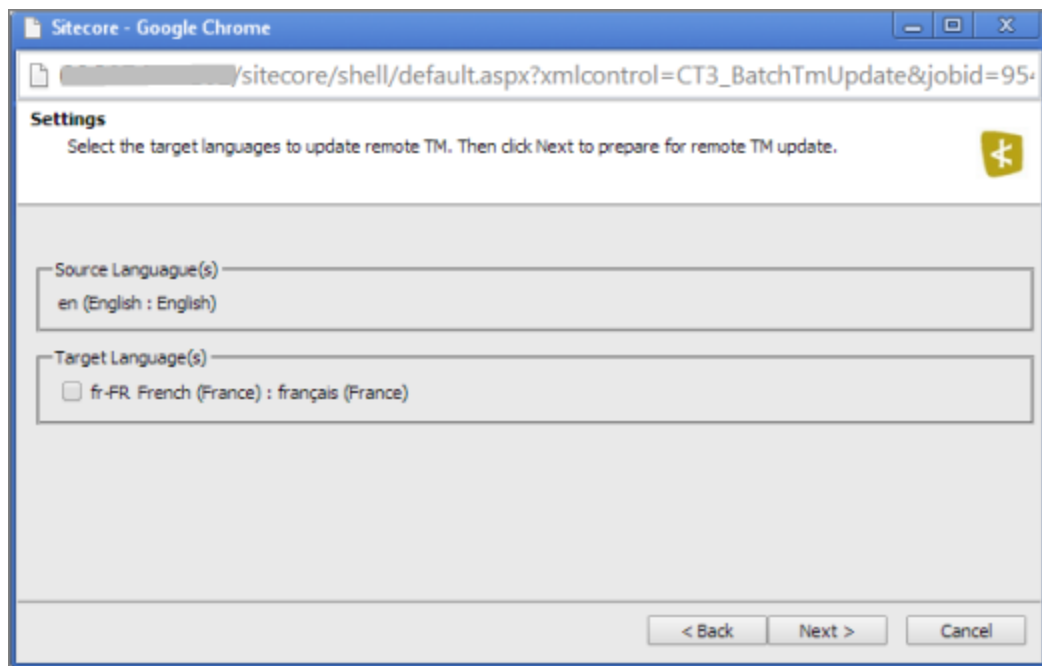 Sitecore - Google Chrome
/sitecore/shell/default.aspx?xmlcontrol=CT3_BatchTmUpdate&jobid=954
Settings
Select the target languages to update remote TM. Then click Next to prepare for remote TM update.
Source Languague(s)
en (English : English)
Target Language(s)
fr-FR French (France) : français (France)
< Back Next > Cancel